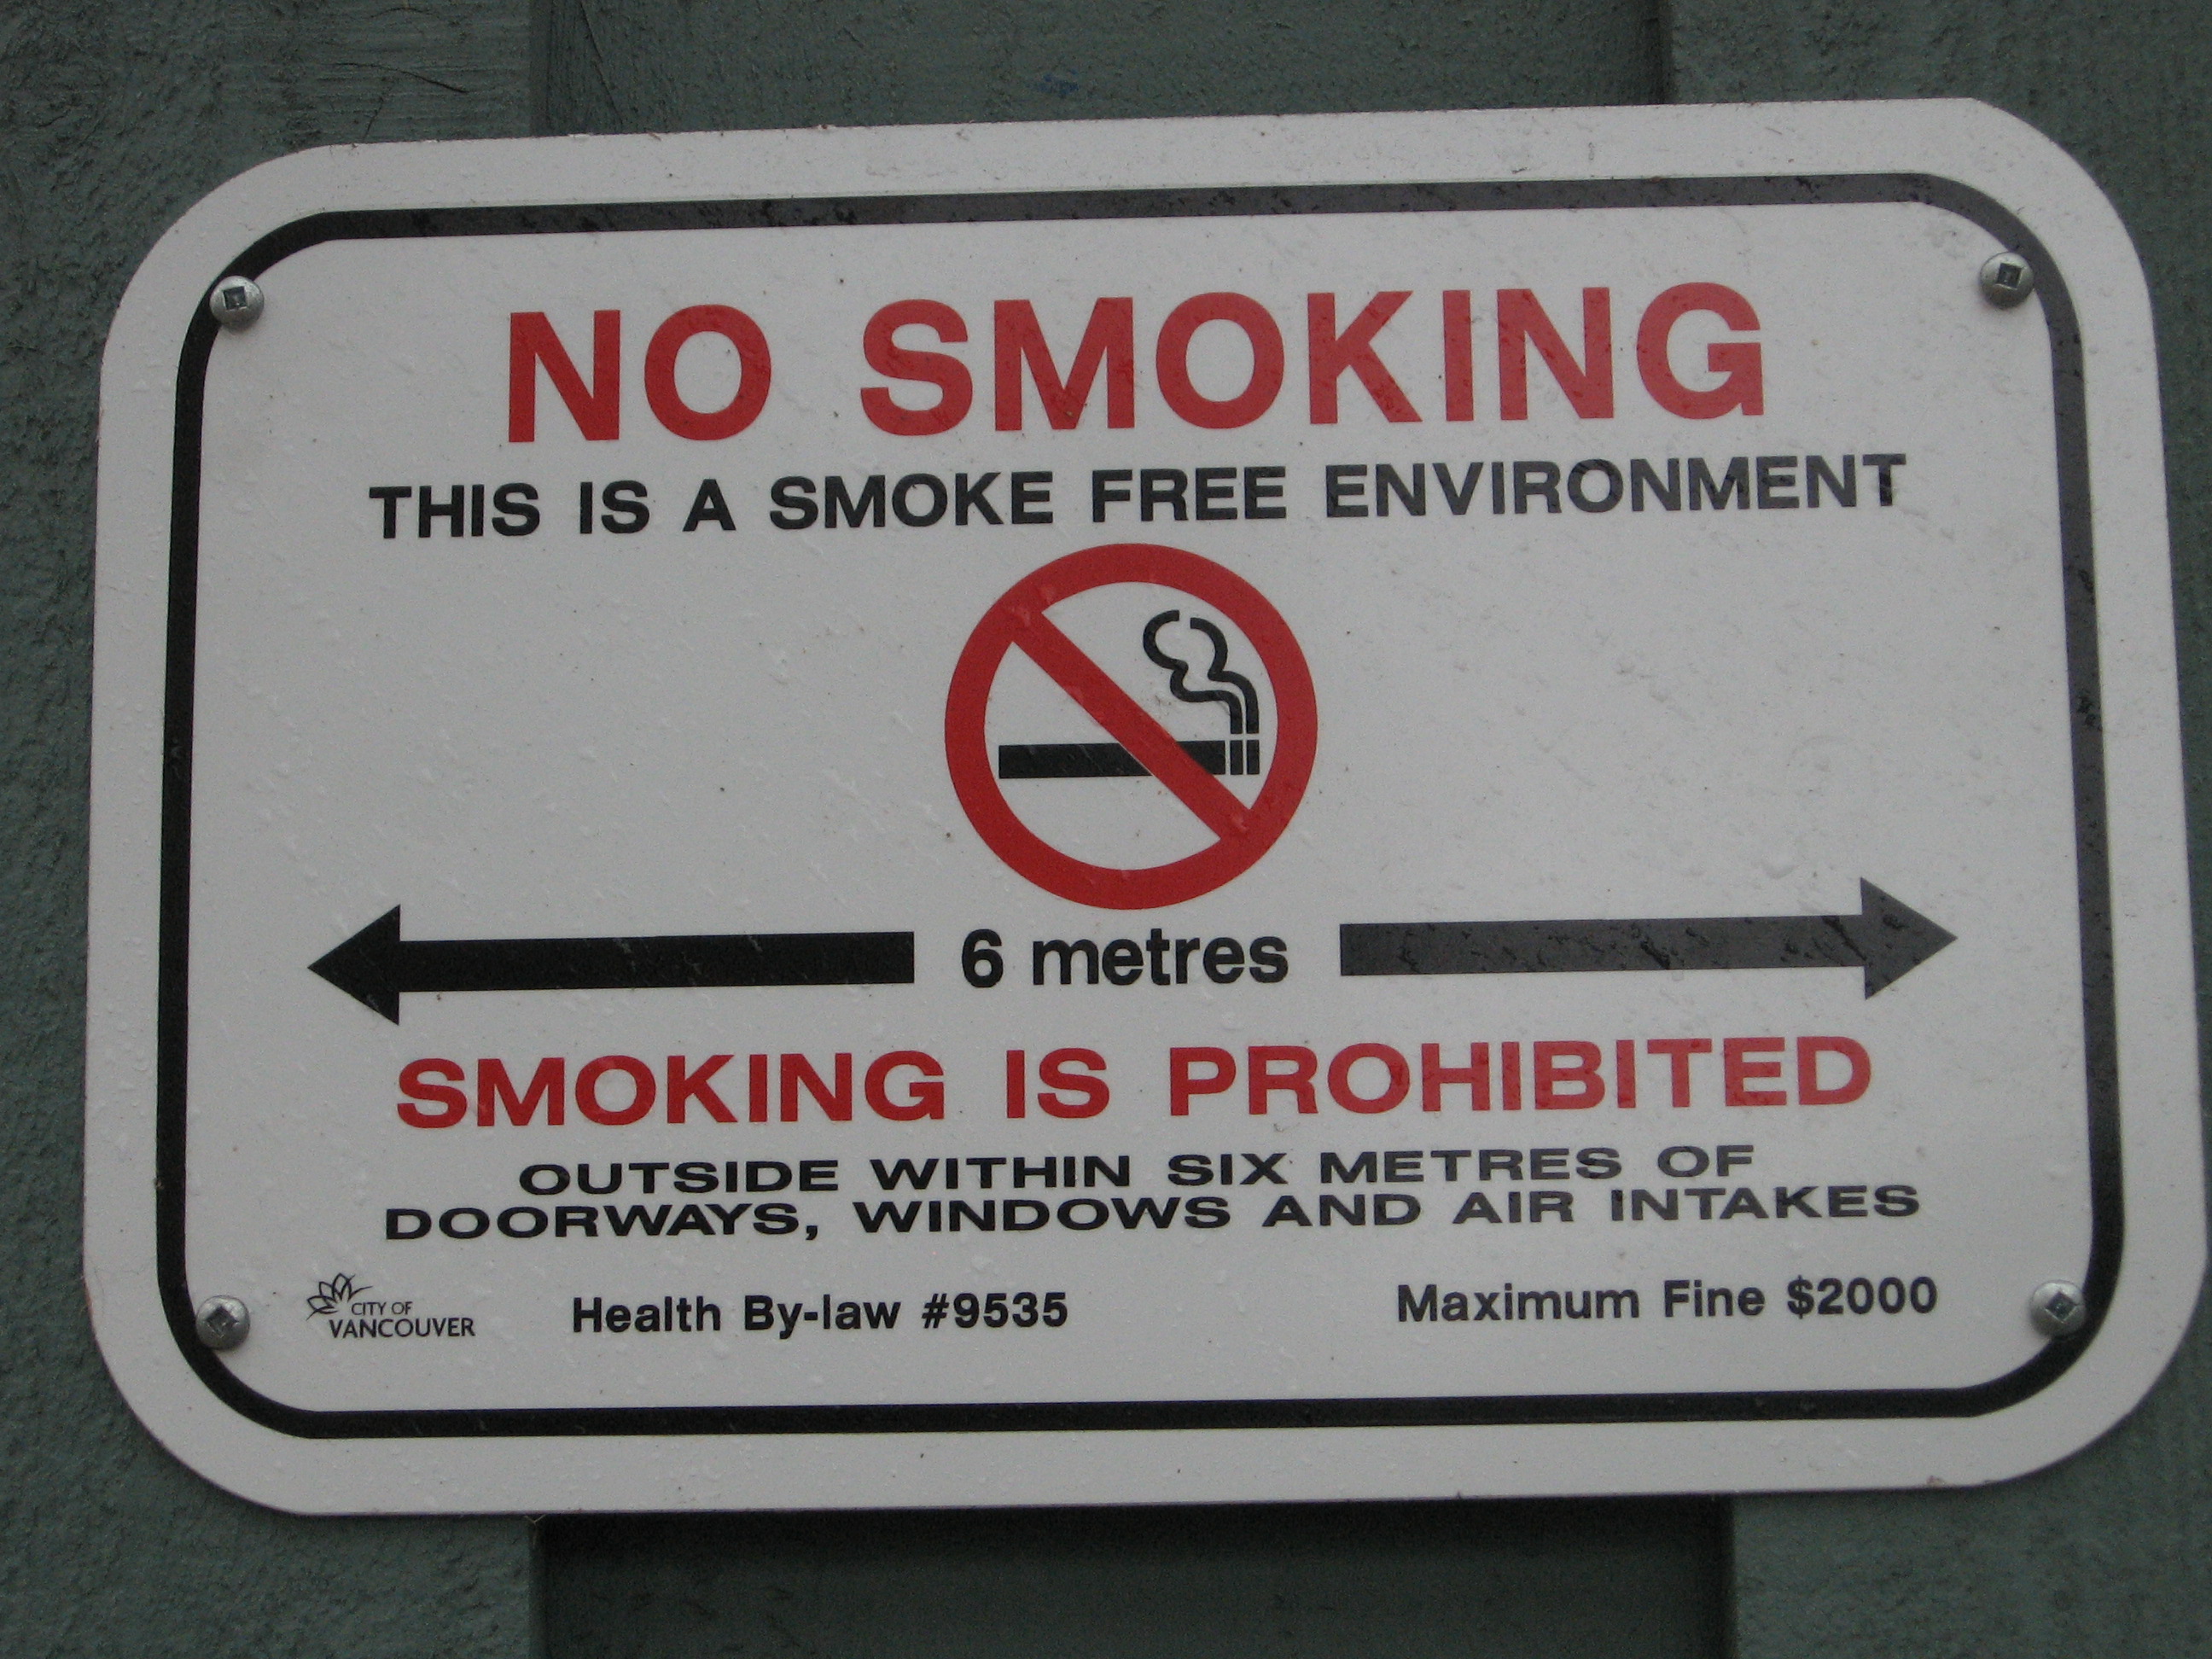 NO SMOKING
THIS IS A SMOKE FREE ENVIRONMENT
6 metres
SMOKING IS PROHIBITED
OUTSIDE WITHIN SIX METRES OF
DOORWAYS, WINDOWS AND AIR INTAKES
CITY OF
VANCOUVER
Health By-law #9535
Maximum Fine $2000